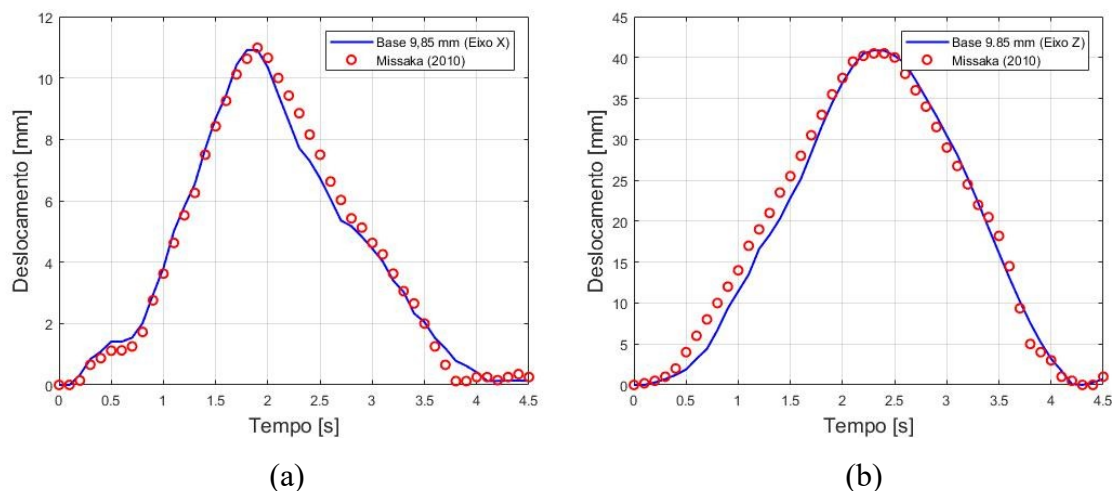 12
10
8
6
4
2
0
Deslocamento [mm]
Base 9,85 mm (Eixo X)
Missaka (2010)
0 0.5 1 1.5 2 2.5 3 3.5 4 4.5
Tempo [s]
(a)
45
40
35
30
25
20
15
10
5
0
Deslocamento [mm]
Base 9.85 mm (Eixo Z)
Missaka (2010)
0 0.5 1 1.5 2 2.5 3 3.5 4 4.5
Tempo [s]
(b)